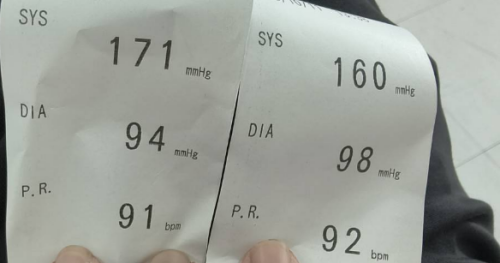 SYS
171 mmHg
DIA
94 mmHg
P.R.
91 bpm
SYS
160 mmHg
DIA
98 mmHg
P.R.
92 bpm